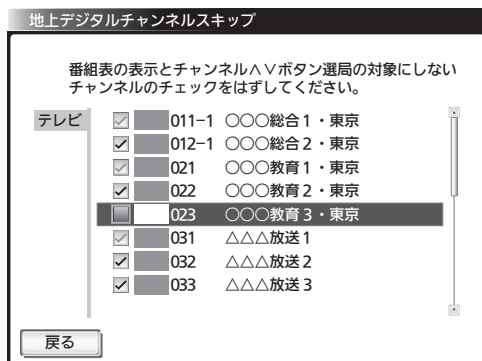 地上デジタルチャンネルスキップ
番組表の表示とチャンネル∧∨ボタン選局の対象にしない
チャンネルのチェックをはずしてください。
テレビ
011-1 ○○○総合1・東京
012-1 ○○○総合2・東京
021 ○○○教育1・東京
022 ○○○教育2・東京
023 ○○○教育3・東京
031 △△△放送1
032 △△△放送2
033 △△△放送3
戻る